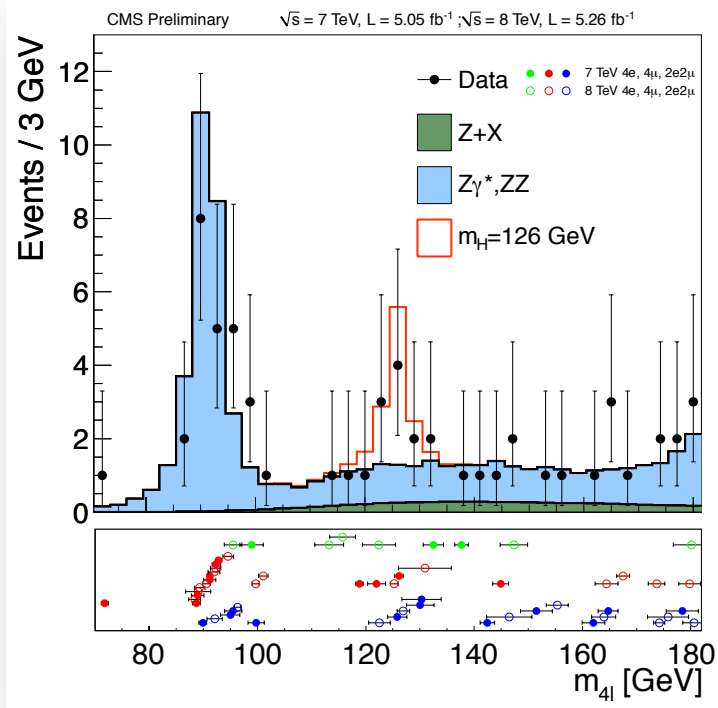 CMS Preliminary √s = 7 TeV, L = 5.05 fb⁻¹ ;√s = 8 TeV, L = 5.26 fb⁻¹
Events / 3 GeV
12
10
8
6
4
2
0
Data
7 TeV 4e, 4μ, 2e2μ
8 TeV 4e, 4μ, 2e2μ
Z+X
Zγ*,ZZ
m_H=126 GeV
80 100 120 140 160 180
m_4l [GeV]